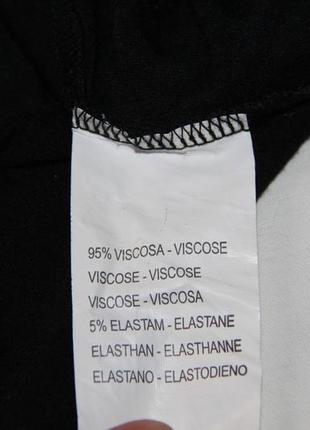 95% VISCOSA - VISCOSE
VISCOSE - VISCOSE
VISCOSE - VISCOSA
5% ELASTAM - ELASTANE
ELASTHAN - ELASTHANNE
ELASTANO - ELASTODIENO